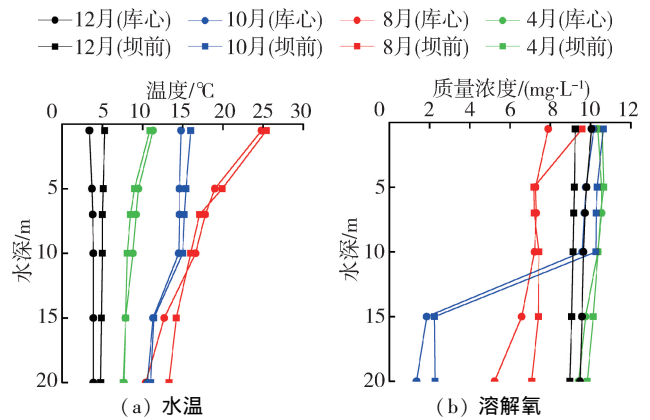 12月(库心) 10月(库心) 8月(库心) 4月(库心)
12月(坝前) 10月(坝前) 8月(坝前) 4月(坝前)
温度/℃
0 5 10 15 20 25 30
5
10
15
20
水深/m
(a) 水温
质量浓度/(mg·L⁻¹)
0 2 4 6 8 10 12
5
10
15
20
水深/m
(b) 溶解氧